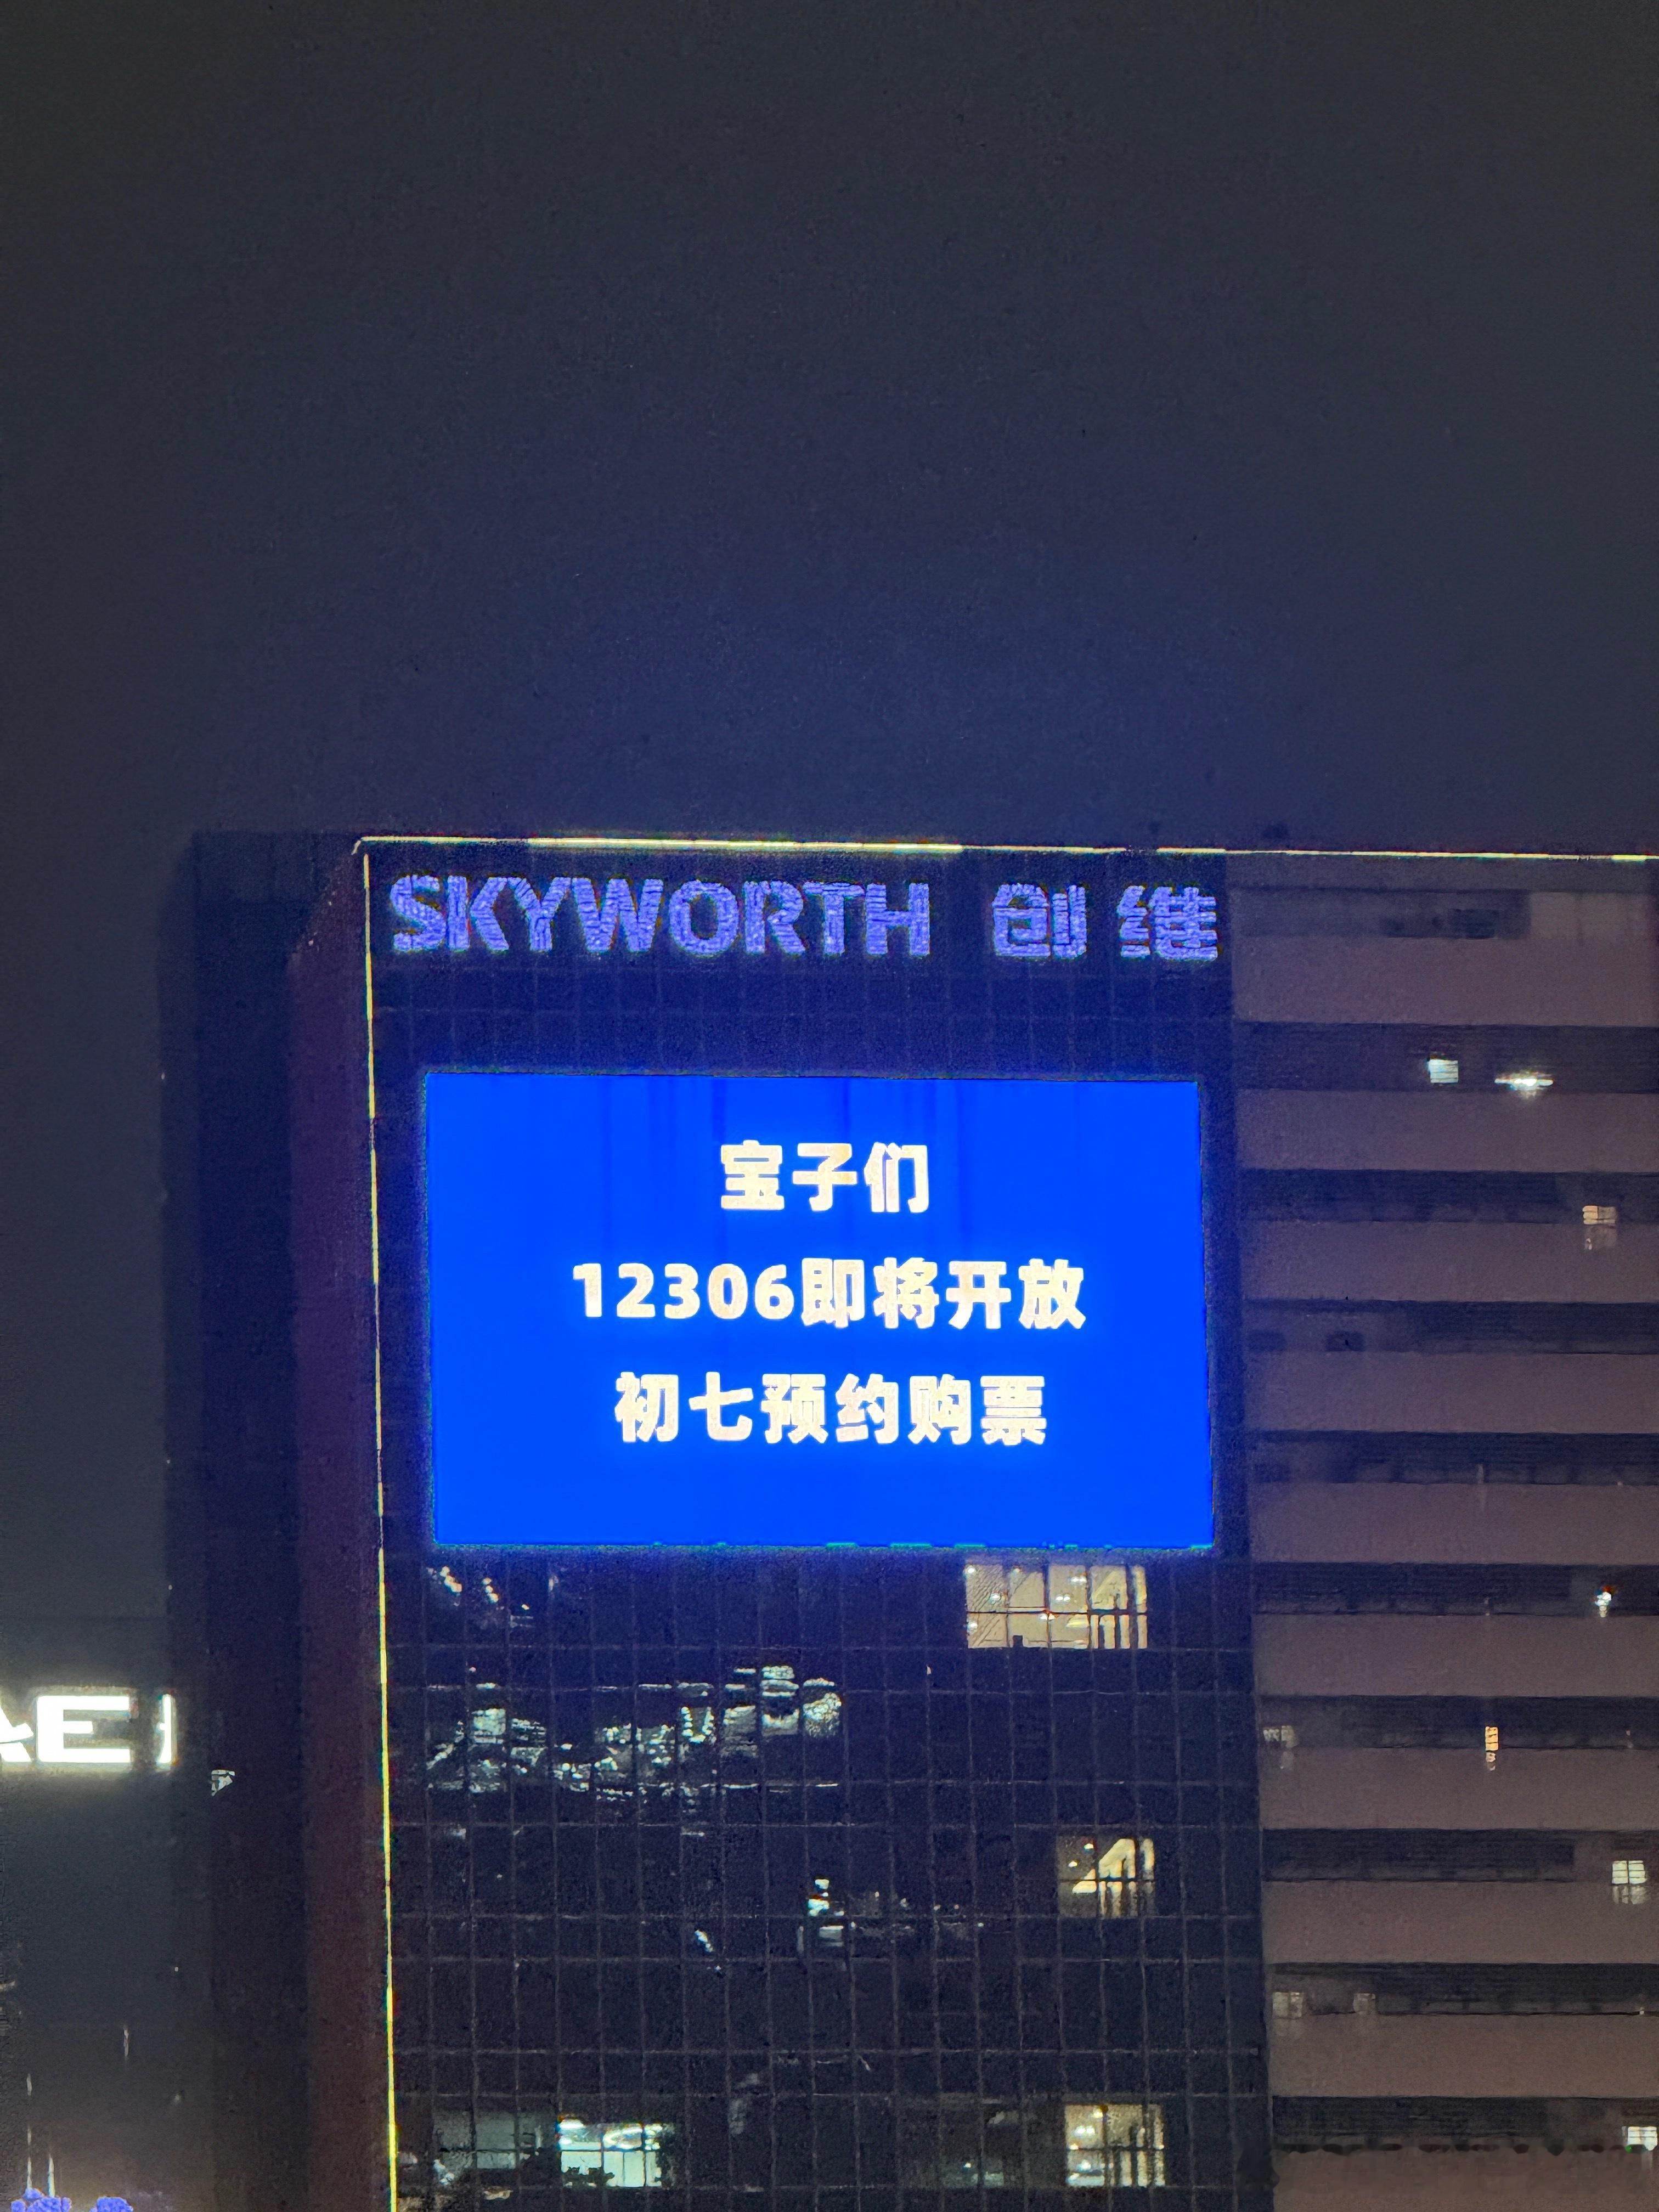 SKYWORTH 创维
宝子们
12306即将开放
初七预约购票
AE